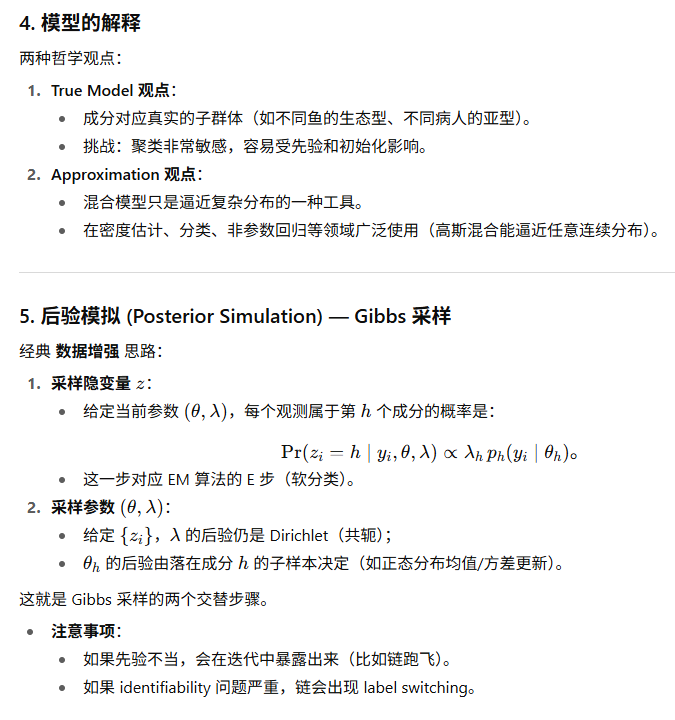 4. 模型的解释
两种哲学观点：
1. True Model 观点：
• 成分对应真实的子群体（如不同鱼的生态型、不同病人的亚型）。
• 挑战：聚类非常敏感，容易受先验和初始化影响。
2. Approximation 观点：
• 混合模型只是逼近复杂分布的一种工具。
• 在密度估计、分类、非参数回归等领域广泛使用（高斯混合能逼近任意连续分布）。
5. 后验模拟 (Posterior Simulation) — Gibbs 采样
经典 数据增强 思路：
1. 采样隐变量 z：
• 给定当前参数 (θ, λ)，每个观测属于第 h 个成分的概率是：
Pr(z_i = h | y_i, θ, λ) ∝ λ_h p_h(y_i | θ_h)。
• 这一步对应 EM 算法的 E 步（软分类）。
2. 采样参数 (θ, λ)：
• 给定 {z_i}，λ 的后验仍是 Dirichlet（共轭）；
• θ_h 的后验由落在成分 h 的子样本决定（如正态分布均值/方差更新）。
这就是 Gibbs 采样的两个交替步骤。
• 注意事项：
• 如果先验不当，会在迭代中暴露出来（比如链跑飞）。
• 如果 identifiability 问题严重，链会出现 label switching。